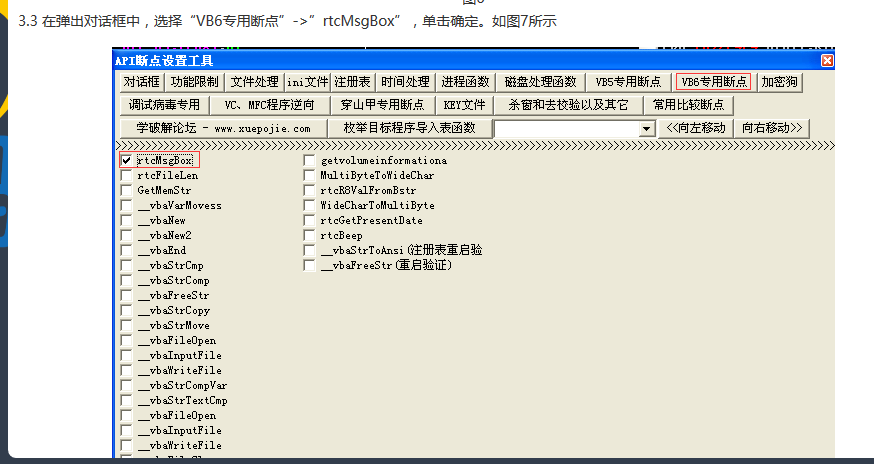 3.3 在弹出对话框中，选择“VB6专用断点”->”rtcMsgBox”，单击确定。如图7所示
API断点设置工具
对话框 功能限制 文件处理 ini文件 注册表 时间处理 进程函数 磁盘处理函数 VB5专用断点 VB6专用断点 加密狗
调试病毒专用 VC、MFC程序逆向 穿山甲专用断点 KEY文件 杀窗和去校验以及其它 常用比较断点
学破解论坛 - www.xuepojie.com 枚举目标程序导入表函数 <<向左移动 向右移动>>
rtcMsgBox getvolumeinformationa
rtcFileLen MultiByteToWideChar
GetMemStr rtcR8ValFromBstr
__vbaVarMovess WideCharToMultiByte
__vbaNew rtcGetPresentDate
__vbaNew2 rtcBeep
__vbaEnd __vbaStrToAnsi(注册表重启验
__vbaStrCmp __vbaFreeStr(重启验证)
__vbaStrComp
__vbaFreeStr
__vbaStrCopy
__vbaStrMove
__vbaFileOpen
__vbaInputFile
__vbaWriteFile
__vbaStrCompVar
__vbaStrTextCmp
__vbaFileOpen
__vbaInputFile
__vbaWriteFile